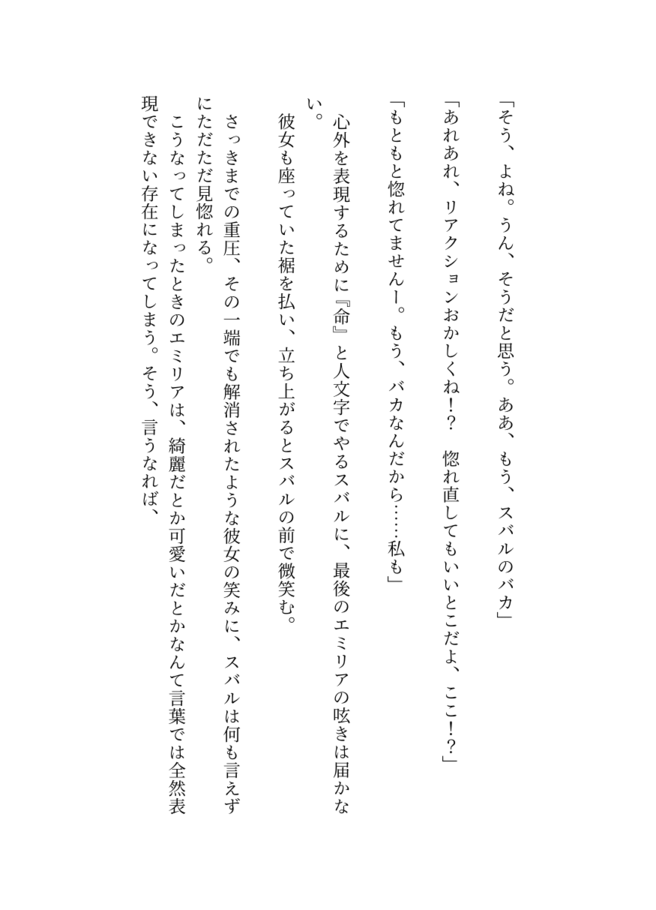 「そう、よね。うん、そうだと思う。ああ、もう、スバルのバカ」
「あれあれ、リアクションおかしくね！？　惚れ直してもいいとこだよ、ここ！？」
「もともと惚れてませんー。もう、バカなんだから……私も」
　心外を表現するために『命』と人文字でやるスバルに、最後のエミリアの呟きは届かな
い。
　彼女も座っていた裾を払い、立ち上がるとスバルの前で微笑む。
　さっきまでの重圧、その一端でも解消されたような彼女の笑みに、スバルは何も言えず
にただただ見惚れる。
　こうなってしまったときのエミリアは、綺麗だとか可愛いだとかなんて言葉では全然表
現できない存在になってしまう。そう、言うなれば、